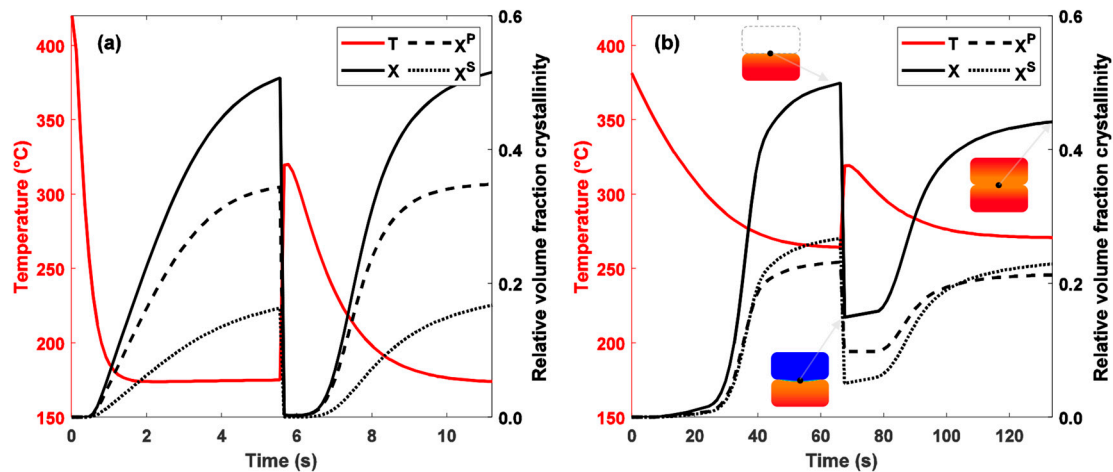 (a)
T
X^P
X
X^S
Temperature (°C)
400
350
300
250
200
150
0.6
0.4
0.2
0.0
Relative volume fraction crystallinity
0
2
4
6
8
10
Time (s)
(b)
T
X^P
X
X^S
Temperature (°C)
400
350
300
250
200
150
0.6
0.4
0.2
0.0
Relative volume fraction crystallinity
0
20
40
60
80
100
120
Time (s)